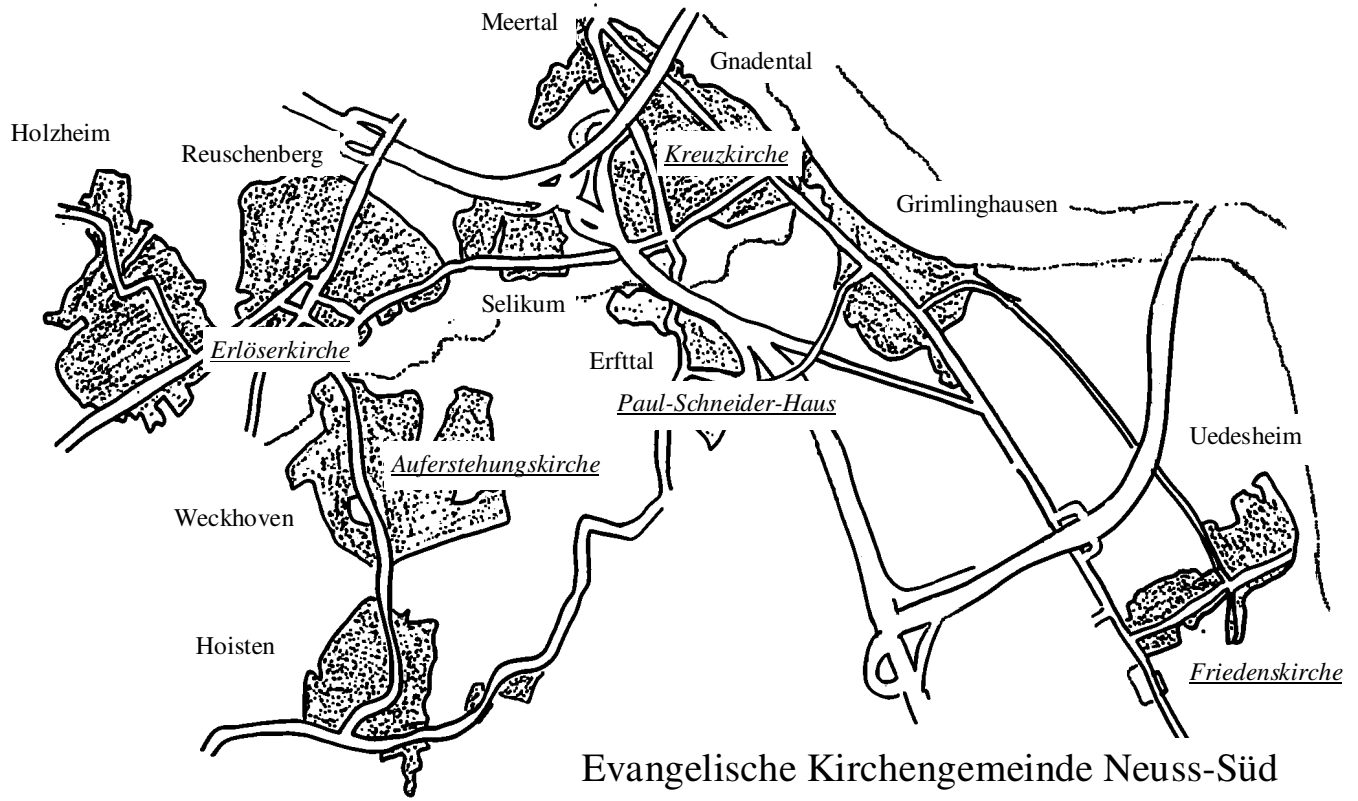 Meertal
Gnadental
Holzheim
Reuschenberg
Kreuzkirche
Grimlinghausen
Selikum
Erlöserkirche
Erfttal
Paul-Schneider-Haus
Uedesheim
Auferstehungskirche
Weckhoven
Hoisten
Friedenskirche
Evangelische Kirchengemeinde Neuss-Süd